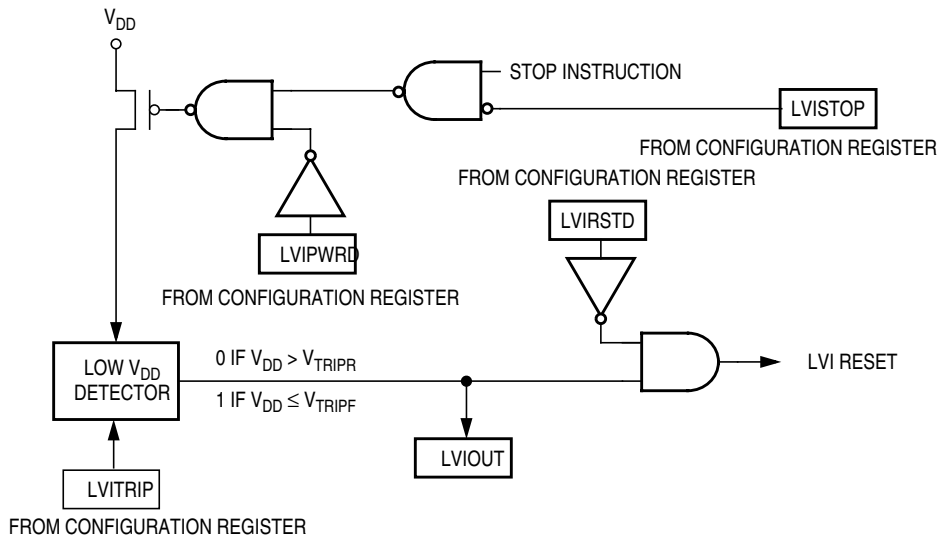 V_DD
STOP INSTRUCTION
LVISTOP
FROM CONFIGURATION REGISTER
FROM CONFIGURATION REGISTER
LVIRSTD
LVIPWRD
FROM CONFIGURATION REGISTER
LOW V_DD
DETECTOR
0 IF V_DD > V_TRIPR
1 IF V_DD ≤ V_TRIPF
LVI RESET
LVIOUT
LVITRIP
FROM CONFIGURATION REGISTER